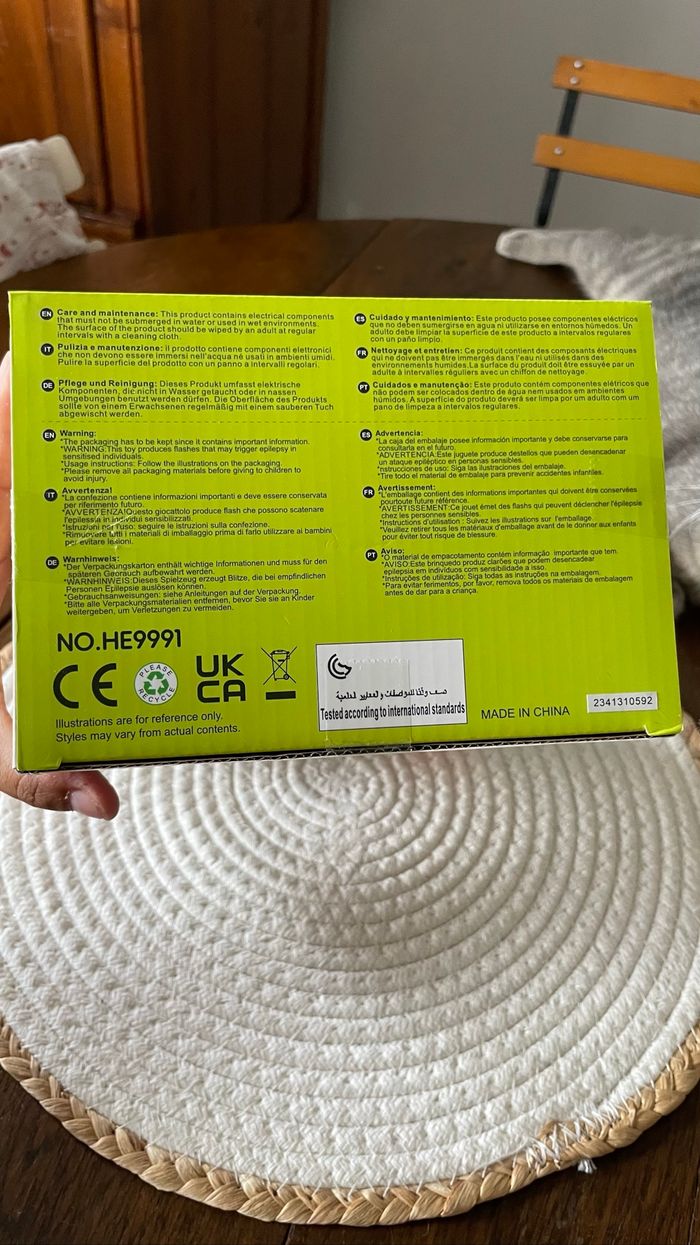 EN Care and maintenance: This product contains electrical components
that must not be submerged in water or used in wet environments.
The surface of the product should be wiped by an adult at regular
intervals with a cleaning cloth.
IT Pulizia e manutenzione: il prodotto contiene componenti elettronici
che non devono essere immersi nell'acqua né usati in ambienti umidi.
Pulire la superficie del prodotto con un panno a intervalli regolari.
DE Pflege und Reinigung: Dieses Produkt umfasst elektrische
Komponenten, die nicht in Wasser getaucht oder in nassen
Umgebungen benutzt werden dürfen. Die Oberfläche des Produkts
sollte von einem Erwachsenen regelmäßig mit einem sauberen Tuch
abgewischt werden.
ES Cuidado y mantenimiento: Este producto posee componentes eléctricos
que no deben sumergirse en agua ni utilizarse en entornos húmedos. Un
adulto debe limpiar la superficie de este producto a intervalos regulares
con un paño limpio.
FR Nettoyage et entretien: Ce produit contient des composants électriques
qui ne doivent pas être immergés dans l'eau ni utilisés dans des
environnements humides.La surface du produit doit être essuyée par un
adulte à intervalles réguliers avec un chiffon de nettoyage.
PT Cuidados e manutenção: Este produto contém componentes elétricos que
não podem ser colocados dentro de água nem usados em ambientes
húmidos. A superfície do produto deverá ser limpa por um adulto com um
pano de limpeza a intervalos regulares.
EN Warning:
*The packaging has to be kept since it contains important information.
*WARNING:This toy produces flashes that may trigger epilepsy in
sensitised individuals.
*Usage instructions: Follow the illustrations on the packaging.
*Please remove all packaging materials before giving to children to
avoid injury.
IT Avvertenza!
*La confezione contiene informazioni importanti e deve essere conservata
per riferimento futuro.
*AVVERTENZA!Questo giocattolo produce flash che possono scatenare
l'epilessia in individui sensibilizzati.
*Istruzioni per l'uso: seguire le istruzioni sulla confezione.
*Rimuovere tutti i materiali di imballaggio prima di farlo utilizzare ai bambini
per evitare lesioni.
DE Warnhinweis:
*Der Verpackungskarton enthält wichtige Informationen und muss für den
späteren Gebrauch aufbewahrt werden.
*WARNHINWEIS:Dieses Spielzeug erzeugt Blitze, die bei empfindlichen
Personen Epilepsie auslösen können.
*Gebrauchsanweisungen: siehe Anleitungen auf der Verpackung.
*Bitte alle Verpackungsmaterialien entfernen, bevor Sie sie an Kinder
weitergeben, um Verletzungen zu vermeiden.
ES Advertencia:
*La caja del embalaje posee información importante y debe conservarse para
consultarla en el futuro.
*ADVERTENCIA:Este juguete produce destellos que pueden desencadenar
un ataque epiléptico en personas sensibles.
*nstrucciones de uso: Siga las ilustraciones del embalaje.
*Tire todo el material de embalaje para prevenir accidentes infantiles.
FR Avertissement:
*L'emballage contient des informations importantes qui doivent être conservées
pourtoute future référence.
*AVERTISSEMENT:Ce jouet émet des flashs qui peuvent déclencher l'épilepsie
chez les personnes sensibles.
*Instructions d'utilisation : Suivez les illustrations sur l'emballage.
*Veuillez retirer tous les matériaux d'emballage avant de le donner aux enfants
pour éviter tout risque de blessure.
PT Aviso:
*O material de empacotamento contém informação importante que tem.
*AVISO:Este brinquedo produz clarões que podem desencadear
epilepsia em indivíduos com sensibilidade a isso.
*Instruções de utilização: Siga todas as instruções na embalagem.
*Para evitar ferimentos, por favor, remova todos os materiais de embalagem
antes de dar para a criança.
NO.HE9991
CE
PLEASE RECYCLE
UK
CA
Illustrations are for reference only.
Styles may vary from actual contents.
صنعت وفقا للمواصفات و المعايير العالمية
Tested according to international standards
MADE IN CHINA
2341310592